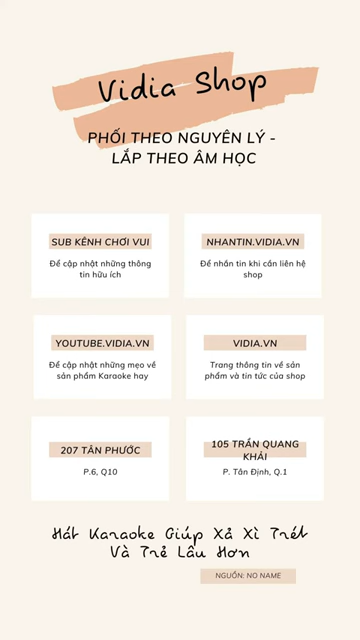 Vidia Shop
PHỐI THEO NGUYÊN LÝ -
LẮP THEO ÂM HỌC
SUB KÊNH CHƠI VUI
Để cập nhật những thông
tin hữu ích
NHANTIN.VIDIA.VN
Để nhắn tin khi cần liên hệ
shop
YOUTUBE.VIDIA.VN
Để cập nhật những mẹo về
sản phẩm Karaoke hay
VIDIA.VN
Trang thông tin về sản
phẩm và tin tức của shop
207 TÂN PHƯỚC
P.6, Q10
105 TRẦN QUANG
KHẢI
P. Tân Định, Q.1
Hát Karaoke Giúp Xả Xì Trét
Và Trẻ Lâu Hơn
NGUỒN: NO NAME